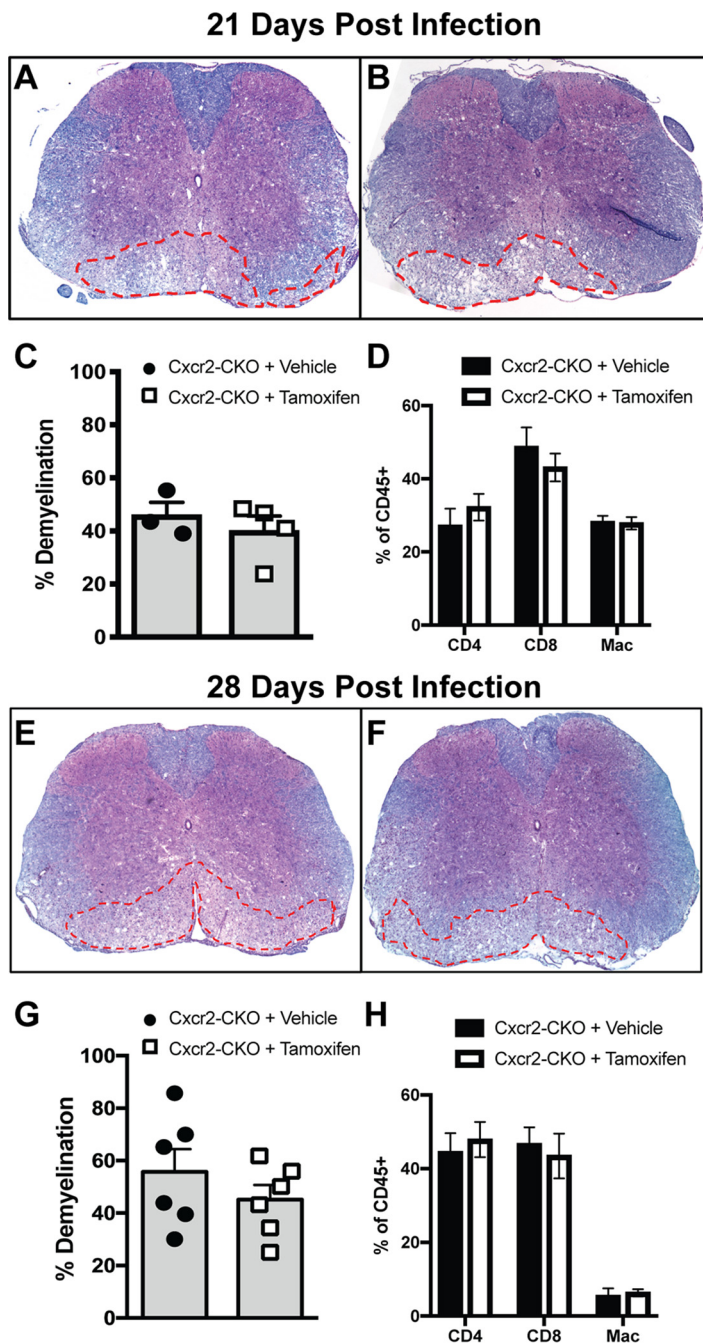 21 Days Post Infection
A
B
C
100
80
60
40
20
0
% Demyelination
Cxcr2-CKO + Vehicle
Cxcr2-CKO + Tamoxifen
D
Cxcr2-CKO + Vehicle
Cxcr2-CKO + Tamoxifen
60
40
20
0
% of CD45+
CD4 CD8 Mac
28 Days Post Infection
E
F
G
Cxcr2-CKO + Vehicle
Cxcr2-CKO + Tamoxifen
100
80
60
40
20
0
% Demyelination
H
Cxcr2-CKO + Vehicle
Cxcr2-CKO + Tamoxifen
60
40
20
0
% of CD45+
CD4 CD8 Mac